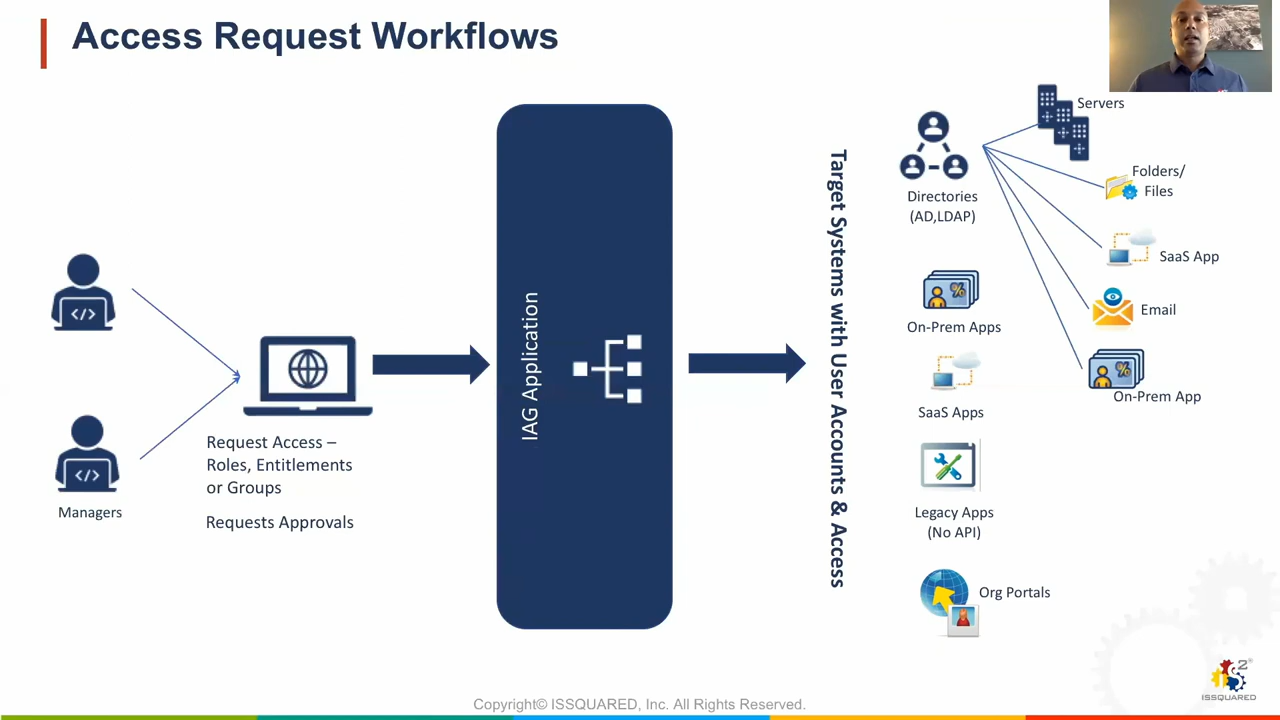 Access Request Workflows
Managers
Request Access –
Roles, Entitlements
or Groups
Requests Approvals
IAG Application
Target Systems with User Accounts & Access
Directories
(AD,LDAP)
On-Prem Apps
SaaS Apps
Legacy Apps
(No API)
Org Portals
Servers
Folders/
Files
SaaS App
Email
On-Prem App
2®
ISSQUARED
Copyright© ISSQUARED, Inc. All Rights Reserved.